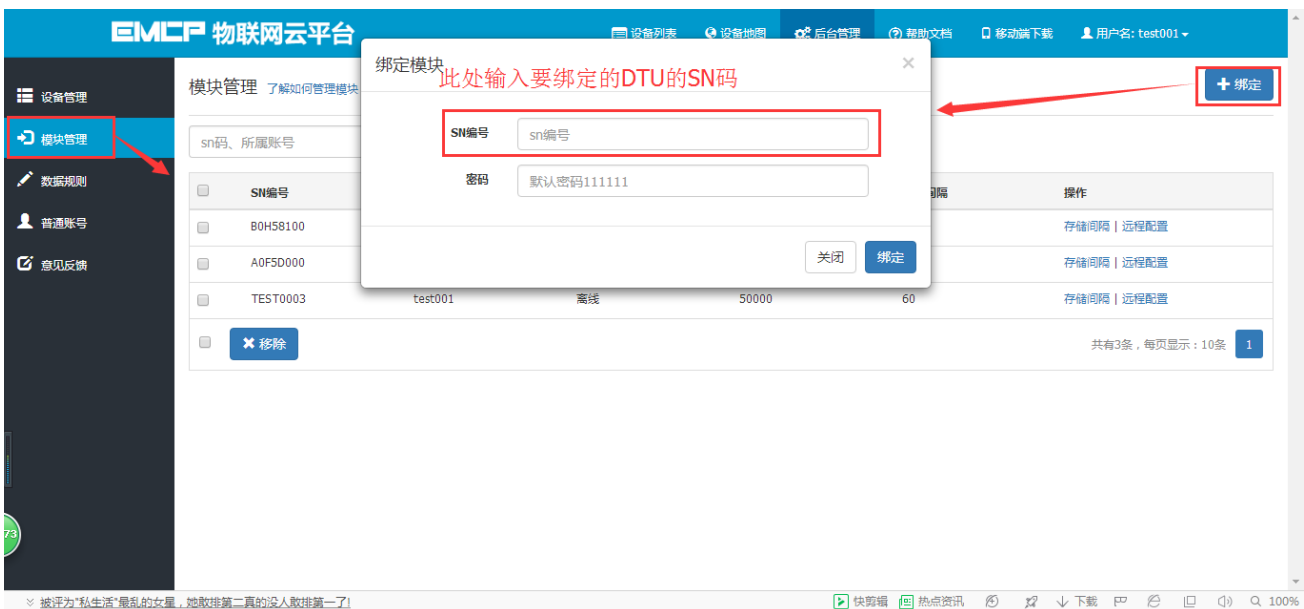 EMCP 物联网云平台
设备列表
设备地图
后台管理
帮助文档
移动端下载
用户名: test001
设备管理
模块管理
数据规则
普通账号
意见反馈
模块管理 了解如何管理模块
绑定
sn码、所属账号
绑定模块
×
此处输入要绑定的DTU的SN码
SN编号 sn编号
密码 默认密码111111
关闭 绑定
SN编号 间隔 操作
B0H58100 存储间隔 | 远程配置
A0F5D000 存储间隔 | 远程配置
TEST0003 test001 离线 50000 60 存储间隔 | 远程配置
移除
共有3条，每页显示：10条 1
73
被评为"私生活"最乱的女星，她敢排第二真的没人敢排第一了!
快剪辑 热点资讯 下载 100%